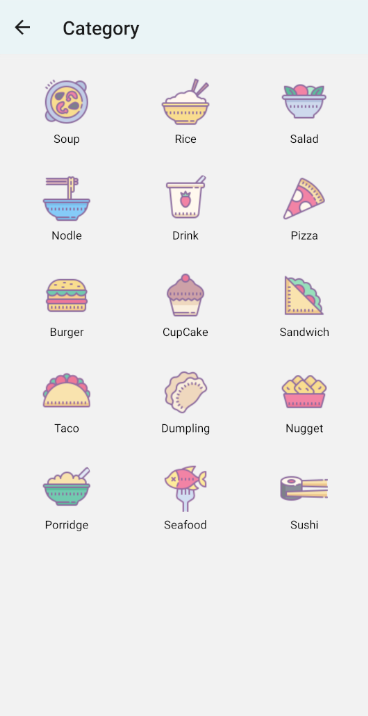 Category
Soup
Rice
Salad
Nodle
Drink
Pizza
Burger
CupCake
Sandwich
Taco
Dumpling
Nugget
Porridge
Seafood
Sushi